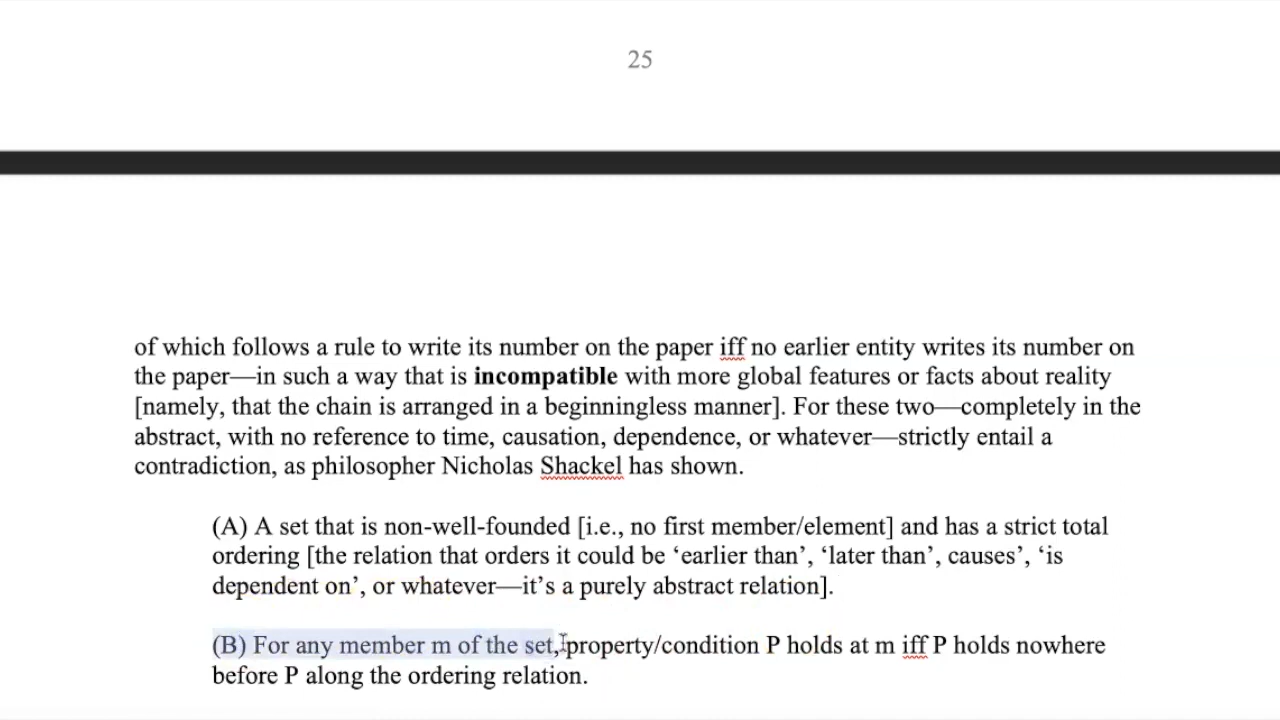 25
of which follows a rule to write its number on the paper iff no earlier entity writes its number on
the paper—in such a way that is incompatible with more global features or facts about reality
[namely, that the chain is arranged in a beginningless manner]. For these two—completely in the
abstract, with no reference to time, causation, dependence, or whatever—strictly entail a
contradiction, as philosopher Nicholas Shackel has shown.
(A) A set that is non-well-founded [i.e., no first member/element] and has a strict total
ordering [the relation that orders it could be ‘earlier than’, ‘later than’, causes’, ‘is
dependent on’, or whatever—it’s a purely abstract relation].
(B) For any member m of the set, property/condition P holds at m iff P holds nowhere
before P along the ordering relation.